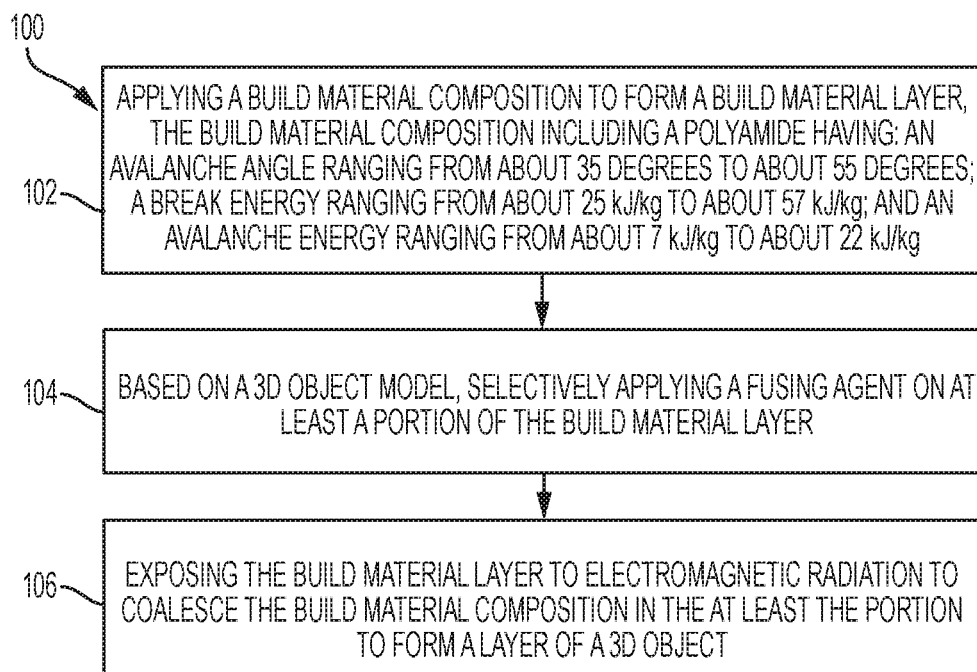 100
APPLYING A BUILD MATERIAL COMPOSITION TO FORM A BUILD MATERIAL LAYER,
THE BUILD MATERIAL COMPOSITION INCLUDING A POLYAMIDE HAVING: AN
AVALANCHE ANGLE RANGING FROM ABOUT 35 DEGREES TO ABOUT 55 DEGREES;
102
A BREAK ENERGY RANGING FROM ABOUT 25 kJ/kg TO ABOUT 57 kJ/kg; AND AN
AVALANCHE ENERGY RANGING FROM ABOUT 7 kJ/kg TO ABOUT 22 kJ/kg
104
BASED ON A 3D OBJECT MODEL, SELECTIVELY APPLYING A FUSING AGENT ON AT
LEAST A PORTION OF THE BUILD MATERIAL LAYER
106
EXPOSING THE BUILD MATERIAL LAYER TO ELECTROMAGNETIC RADIATION TO
COALESCE THE BUILD MATERIAL COMPOSITION IN THE AT LEAST THE PORTION
TO FORM A LAYER OF A 3D OBJECT